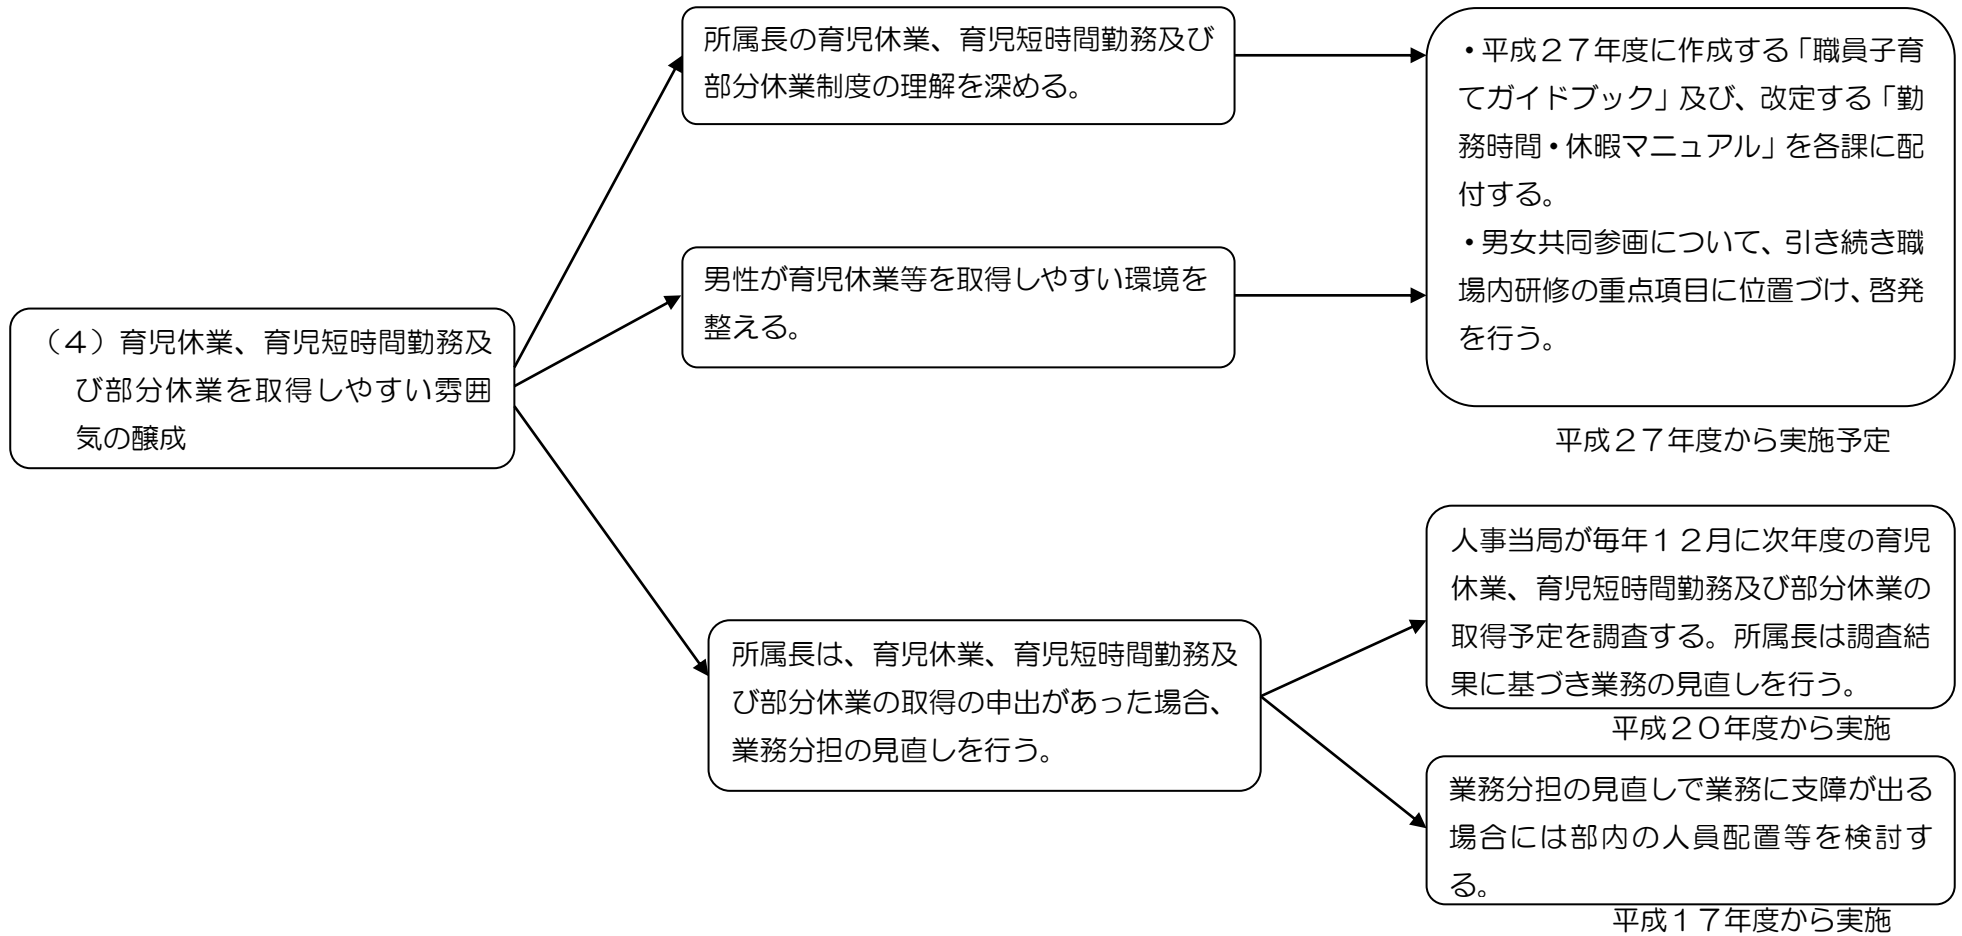 （４）育児休業、育児短時間勤務及
び部分休業を取得しやすい雰囲
気の醸成
所属長の育児休業、育児短時間勤務及び
部分休業制度の理解を深める。
男性が育児休業等を取得しやすい環境を
整える。
所属長は、育児休業、育児短時間勤務及
び部分休業の取得の申出があった場合、
業務分担の見直しを行う。
・平成２７年度に作成する「職員子育
てガイドブック」及び、改定する「勤
務時間・休暇マニュアル」を各課に配
付する。
・男女共同参画について、引き続き職
場内研修の重点項目に位置づけ、啓発
を行う。
平成２７年度から実施予定
人事当局が毎年１２月に次年度の育児
休業、育児短時間勤務及び部分休業の
取得予定を調査する。所属長は調査結
果に基づき業務の見直しを行う。
平成２０年度から実施
業務分担の見直しで業務に支障が出る
場合には部内の人員配置等を検討す
る。
平成１７年度から実施